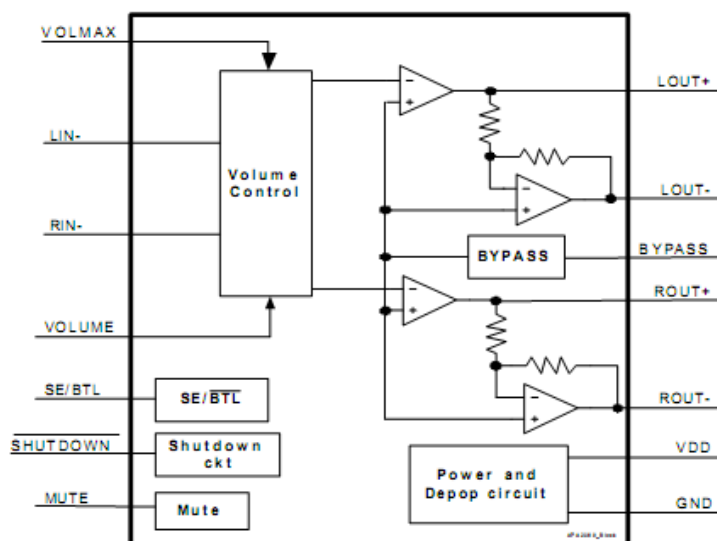 VOLMAX
LIN-
RIN-
VOLUME
SE/BTL
SHUTDOWN
MUTE
Volume
Control
SE/BTL
Shutdown
ckt
Mute
BYPASS
Power and
Depop circuit
LOUT+
LOUT-
BYPASS
ROUT+
ROUT-
VDD
GND
-
+
-
+
-
+
-
+